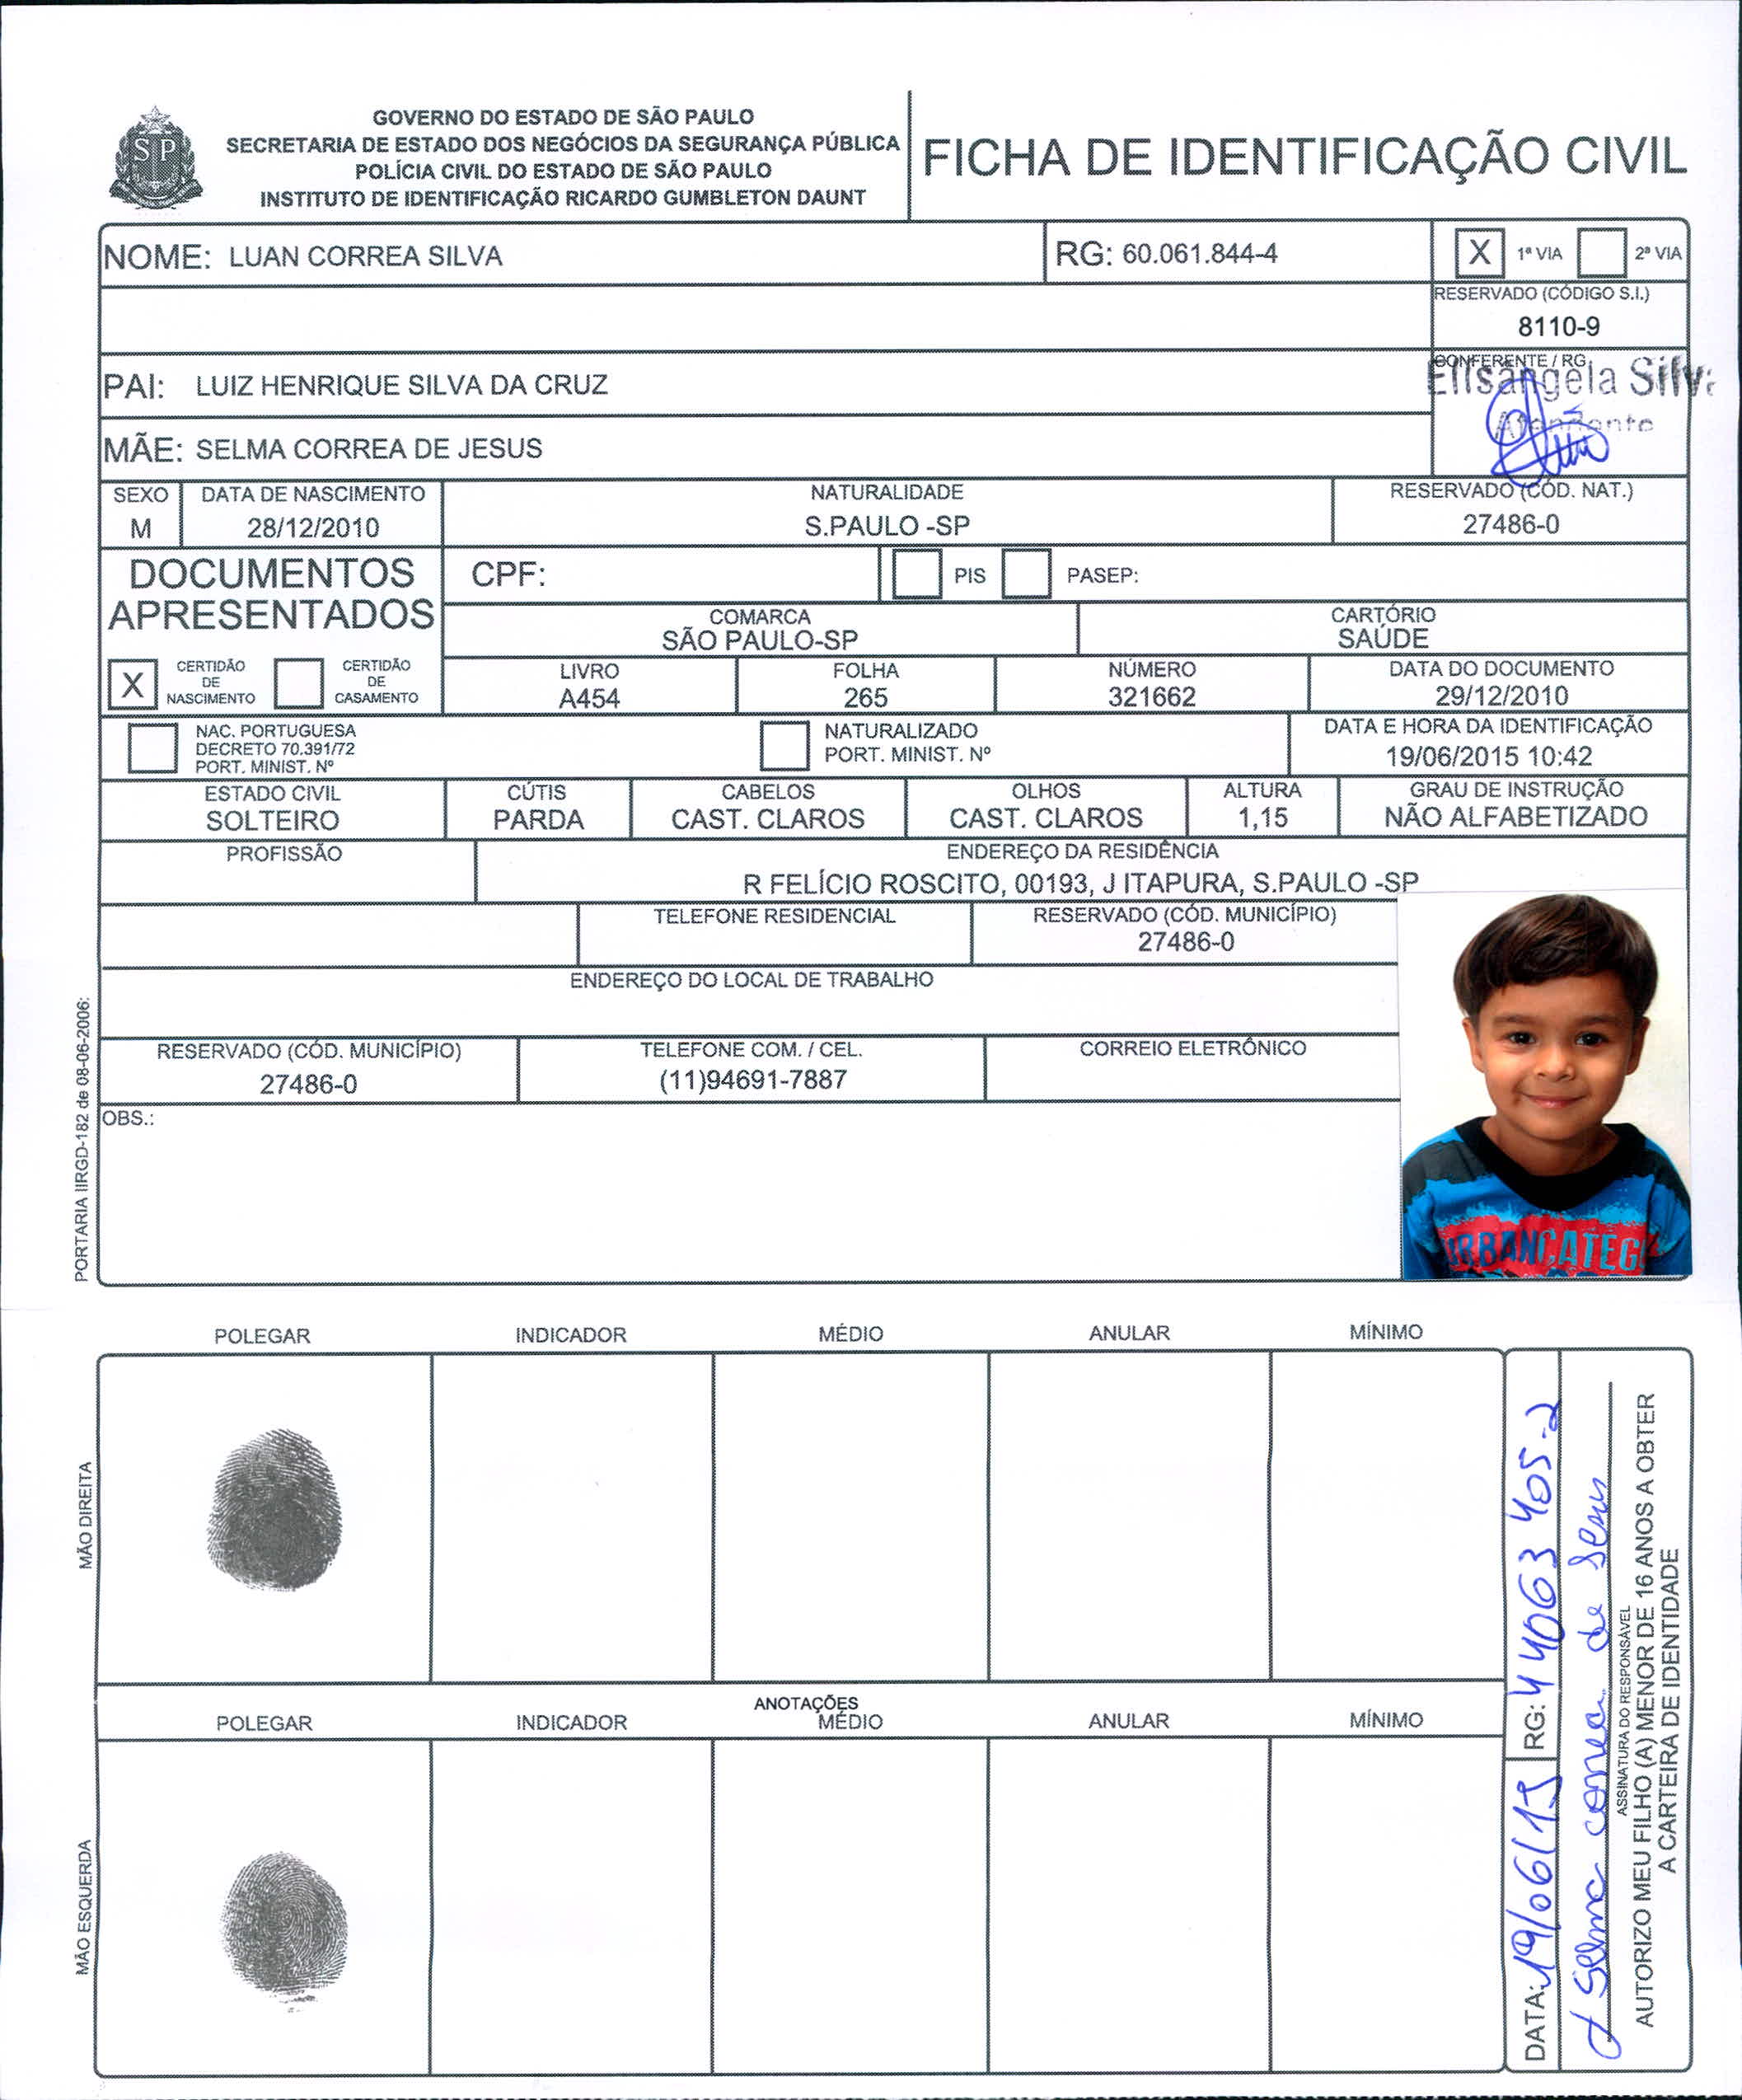 GOVERNO DO ESTADO DE SÃO PAULO
SECRETARIA DE ESTADO DOS NEGÓCIOS DA SEGURANÇA PÚBLICA
POLÍCIA CIVIL DO ESTADO DE SÃO PAULO
INSTITUTO DE IDENTIFICAÇÃO RICARDO GUMBLETON DAUNT
SP
FICHA DE IDENTIFICAÇÃO CIVIL
NOME: LUAN CORREA SILVA RG: 60.061.844-4 X 1ª VIA 2ª VIA
RESERVADO (CÓDIGO S.I.)
8110-9
PAI: LUIZ HENRIQUE SILVA DA CRUZ
CONFERENTE / RG
Elisângela Silva
Atendente
MÃE: SELMA CORREA DE JESUS
SEXO DATA DE NASCIMENTO NATURALIDADE RESERVADO (CÓD. NAT.)
M 28/12/2010 S.PAULO -SP 27486-0
DOCUMENTOS APRESENTADOS
CPF: PIS PASEP:
COMARCA CARTÓRIO
SÃO PAULO-SP SAÚDE
X CERTIDÃO DE NASCIMENTO CERTIDÃO DE CASAMENTO
LIVRO FOLHA NÚMERO DATA DO DOCUMENTO
A454 265 321662 29/12/2010
NAC. PORTUGUESA
DECRETO 70.391/72
PORT. MINIST. Nº
NATURALIZADO
PORT. MINIST. Nº
DATA E HORA DA IDENTIFICAÇÃO
19/06/2015 10:42
ESTADO CIVIL CÚTIS CABELOS OLHOS ALTURA GRAU DE INSTRUÇÃO
SOLTEIRO PARDA CAST. CLAROS CAST. CLAROS 1,15 NÃO ALFABETIZADO
PROFISSÃO ENDEREÇO DA RESIDÊNCIA
R FELÍCIO ROSCITO, 00193, J ITAPURA, S.PAULO -SP
TELEFONE RESIDENCIAL RESERVADO (CÓD. MUNICÍPIO)
27486-0
ENDEREÇO DO LOCAL DE TRABALHO
RESERVADO (CÓD. MUNICÍPIO) TELEFONE COM. / CEL. CORREIO ELETRÔNICO
27486-0 (11)94691-7887
OBS.:
URBAN CATEG
PORTARIA IIRGD-182 de 08-06-2006:
POLEGAR INDICADOR MÉDIO ANULAR MÍNIMO
MÃO DIREITA
ANOTAÇÕES
POLEGAR INDICADOR MÉDIO ANULAR MÍNIMO
MÃO ESQUERDA
DATA: 19/06/15 RG: 44063405-2
Selma correa de Jesus
ASSINATURA DO RESPONSÁVEL
AUTORIZO MEU FILHO (A) MENOR DE 16 ANOS A OBTER
A CARTEIRA DE IDENTIDADE